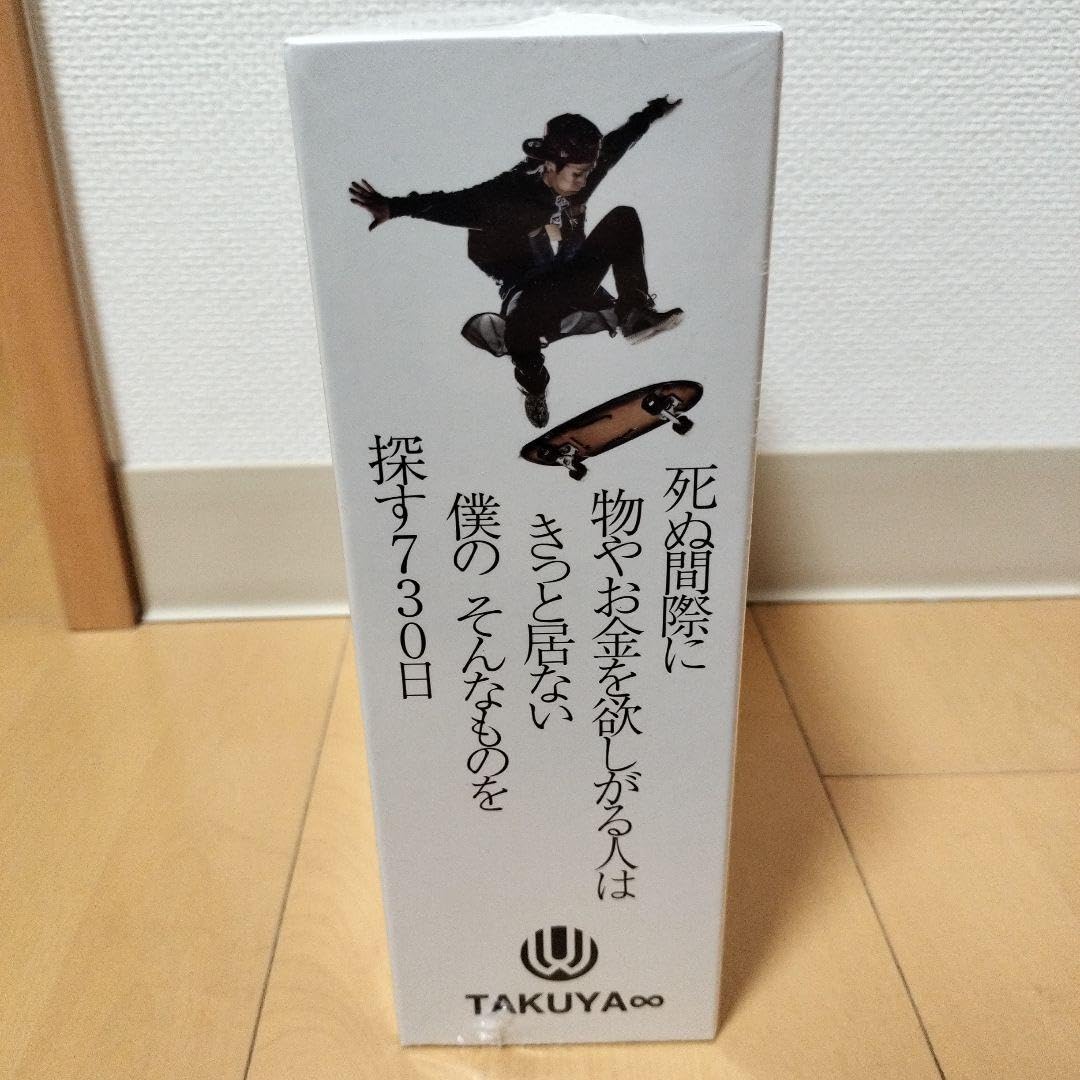 死ぬ間際に
物やお金を欲しがる人は
きっと居ない
僕の そんなものを
探す730日
UW
TAKUYA∞